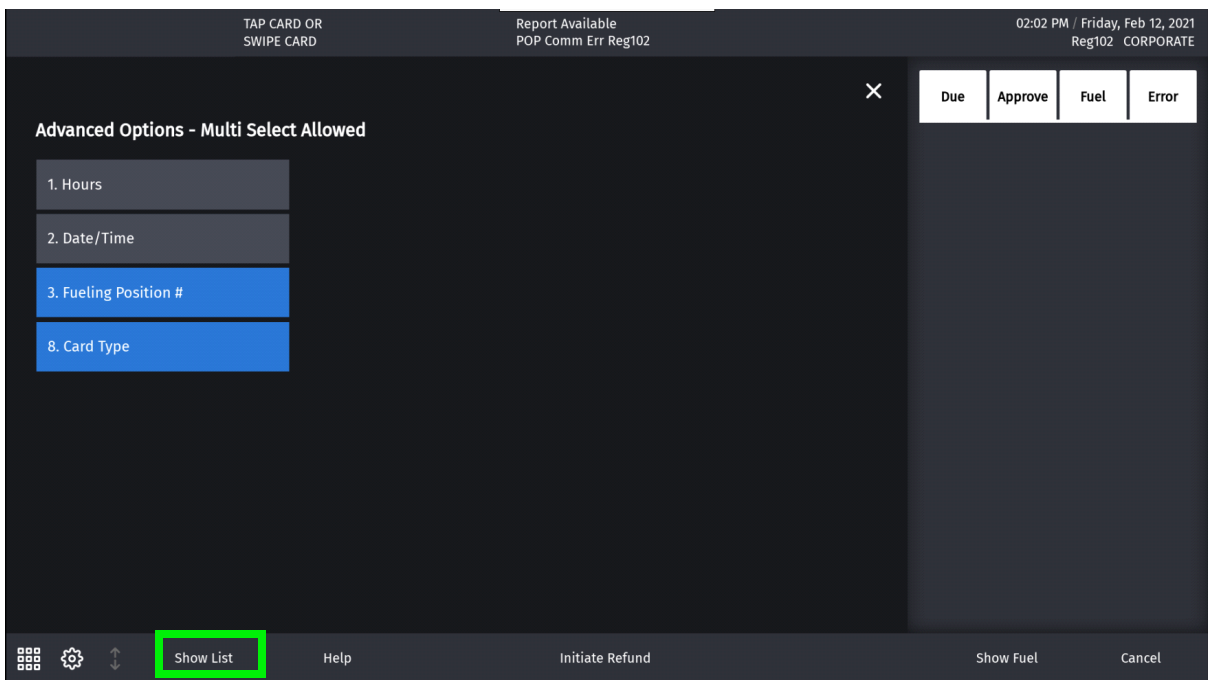 TAP CARD OR
SWIPE CARD
Report Available
POP Comm Err Reg102
02:02 PM / Friday, Feb 12, 2021
Reg102 CORPORATE
Due Approve Fuel Error
Advanced Options - Multi Select Allowed
1. Hours
2. Date/Time
3. Fueling Position #
8. Card Type
Show List Help Initiate Refund Show Fuel Cancel